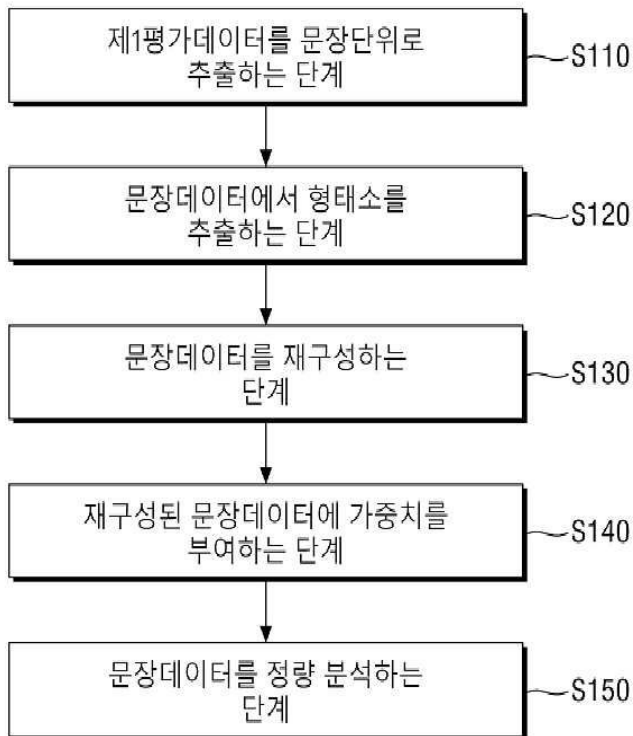 제1평가데이터를 문장단위로
추출하는 단계
S110
문장데이터에서 형태소를
추출하는 단계
S120
문장데이터를 재구성하는
단계
S130
재구성된 문장데이터에 가중치를
부여하는 단계
S140
문장데이터를 정량 분석하는
단계
S150